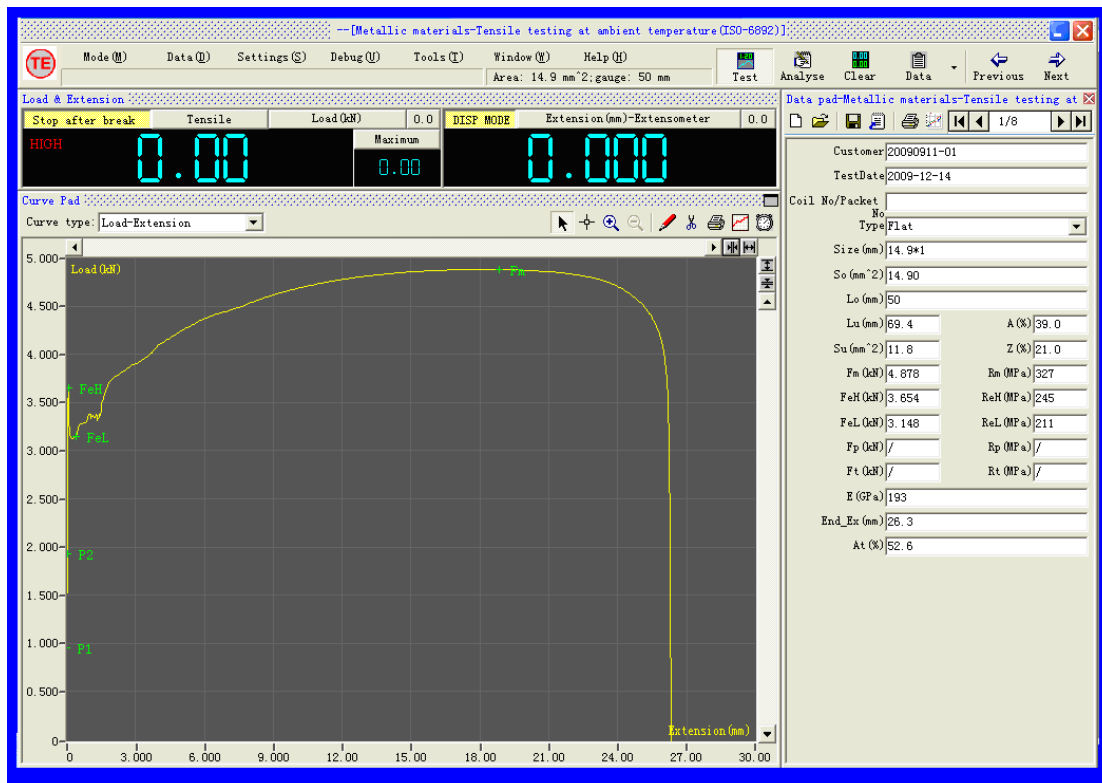 --[Metallic materials-Tensile testing at ambient temperature(ISO-6892)]
TE
Mode(M) Data(D) Settings(S) Debug(U) Tools(T) Window(W) Help(H)
Area: 14.9 mm^2;gauge: 50 mm
Test Analyse Clear Data Previous Next
Load & Extension
Stop after break Tensile Load(kN) 0.0 DISP MODE Extension(mm)-Extensometer 0.0
HIGH 0.00 Maximum 0.00 0.000
Curve Pad
Curve type: Load-Extension
Load(kN)
5.000
4.500
4.000
3.500
3.000
2.500
2.000
1.500
1.000
0.500
0
Pm
FeH
FeL
P2
P1
Extension(mm)
0 3.000 6.000 9.000 12.00 15.00 18.00 21.00 24.00 27.00 30.00
Data pad-Metallic materials-Tensile testing at
1/8
Customer 20090911-01
TestDate 2009-12-14
Coil No/Packet No
Type Flat
Size(mm) 14.9*1
So(mm^2) 14.90
Lo(mm) 50
Lu(mm) 69.4 A(%) 39.0
Su(mm^2) 11.8 Z(%) 21.0
Fm(kN) 4.878 Rm(MPa) 327
FeH(kN) 3.654 ReH(MPa) 245
FeL(kN) 3.148 ReL(MPa) 211
Fp(kN) / Rp(MPa) /
Ft(kN) / Rt(MPa) /
E(GPa) 193
End_Ex(mm) 26.3
At(%) 52.6